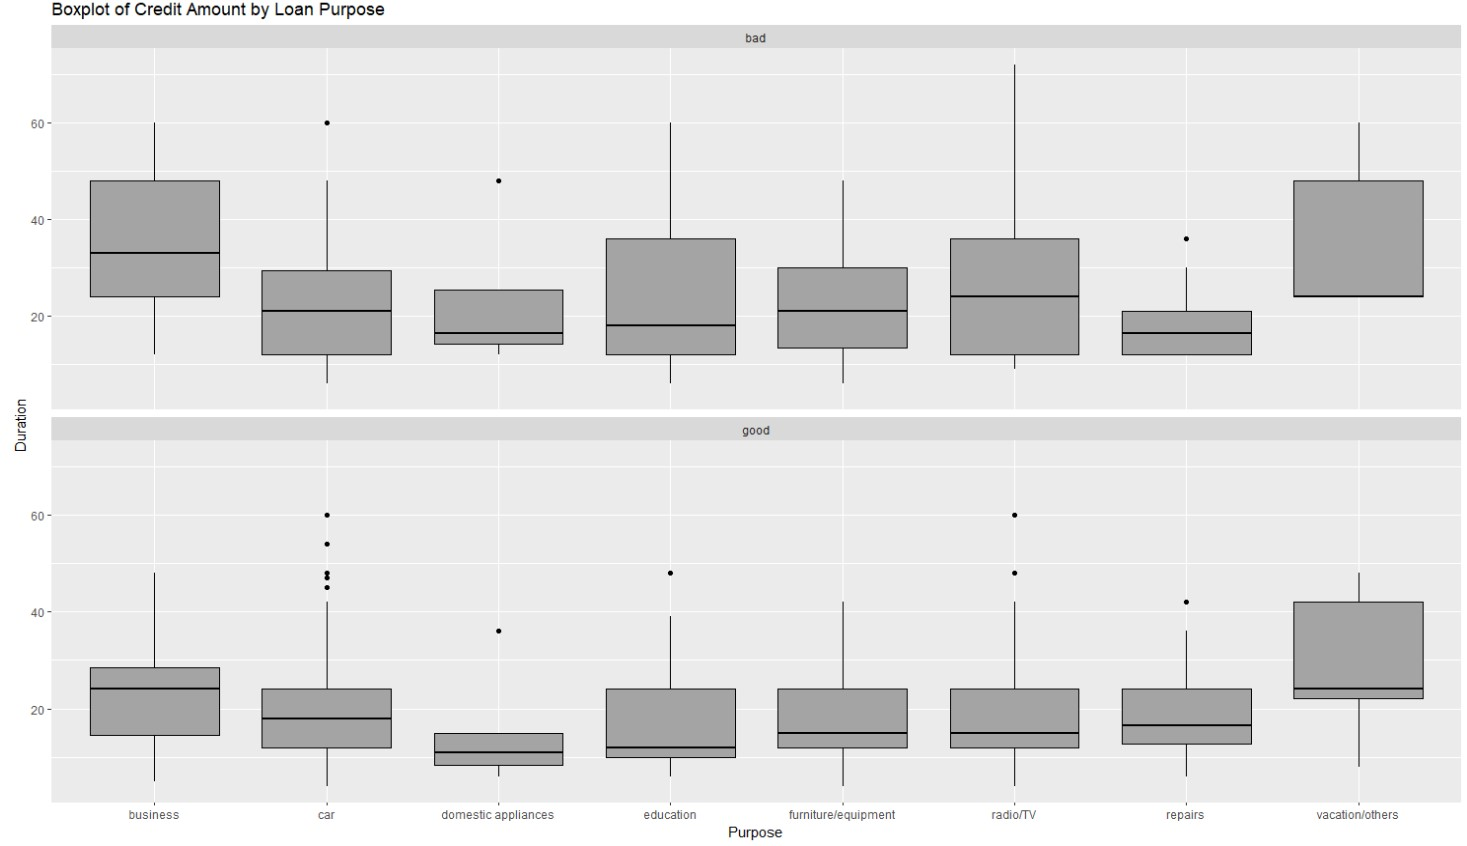 Boxplot of Credit Amount by Loan Purpose
bad
60
40
20
Duration
good
60
40
20
business car domestic appliances education furniture/equipment radio/TV repairs vacation/others
Purpose